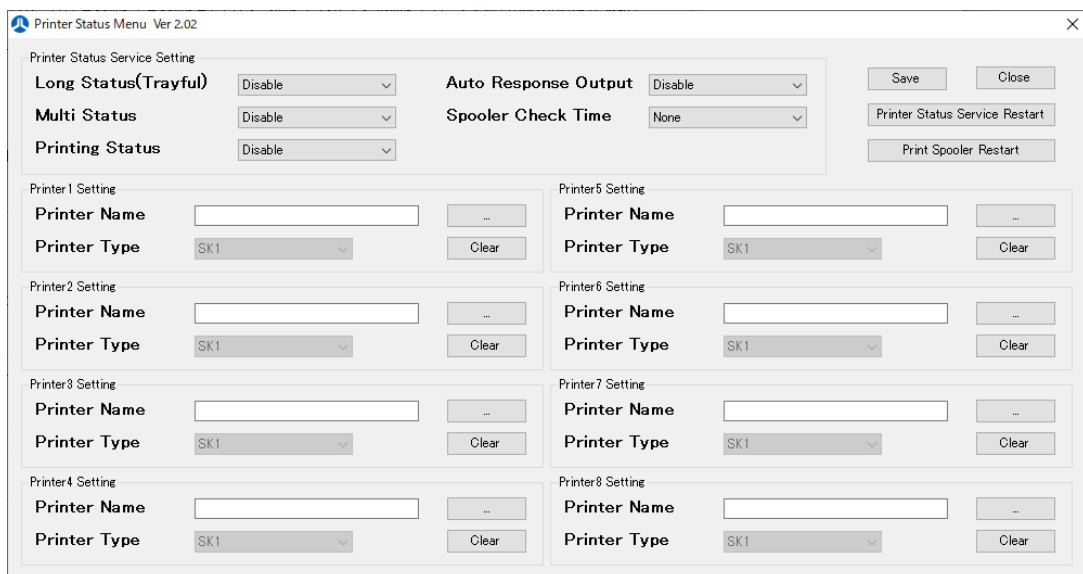 Printer Status Menu Ver 2.02
Printer Status Service Setting
Long Status(Trayful) Disable Auto Response Output Disable Save Close
Multi Status Disable Spooler Check Time None Printer Status Service Restart
Printing Status Disable Print Spooler Restart
Printer1 Setting Printer5 Setting
Printer Name ... Printer Name ...
Printer Type SK1 Clear Printer Type SK1 Clear
Printer2 Setting Printer6 Setting
Printer Name ... Printer Name ...
Printer Type SK1 Clear Printer Type SK1 Clear
Printer3 Setting Printer7 Setting
Printer Name ... Printer Name ...
Printer Type SK1 Clear Printer Type SK1 Clear
Printer4 Setting Printer8 Setting
Printer Name ... Printer Name ...
Printer Type SK1 Clear Printer Type SK1 Clear